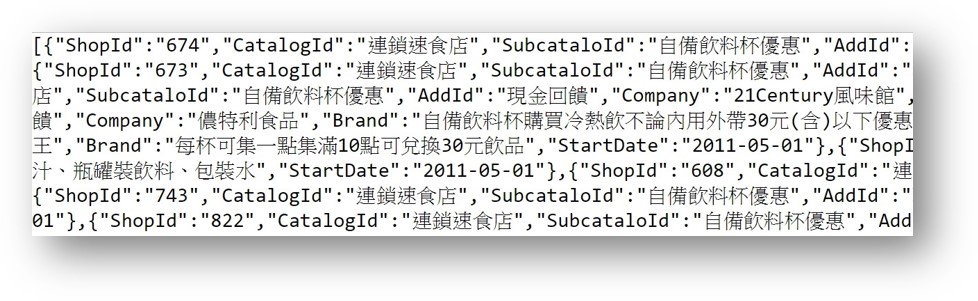 [{"ShopId":"674","CatalogId":"連鎖速食店","SubcataloId":"自備飲料杯優惠","AddId":
{"ShopId":"673","CatalogId":"連鎖速食店","SubcataloId":"自備飲料杯優惠","AddId":"
店","SubcataloId":"自備飲料杯優惠","AddId":"現金回饋","Company":"21Century風味館",
饋","Company":"儂特利食品","Brand":"自備飲料杯購買冷熱飲不論內用外帶30元(含)以下優惠
王","Brand":"每杯可集一點集滿10點可兌換30元飲品","StartDate":"2011-05-01"},{"ShopI
汁、瓶罐裝飲料、包裝水","StartDate":"2011-05-01"},{"ShopId":"608","CatalogId":"連
{"ShopId":"743","CatalogId":"連鎖速食店","SubcataloId":"自備飲料杯優惠","AddId":"
01"},{"ShopId":"822","CatalogId":"連鎖速食店","SubcataloId":"自備飲料杯優惠","Add